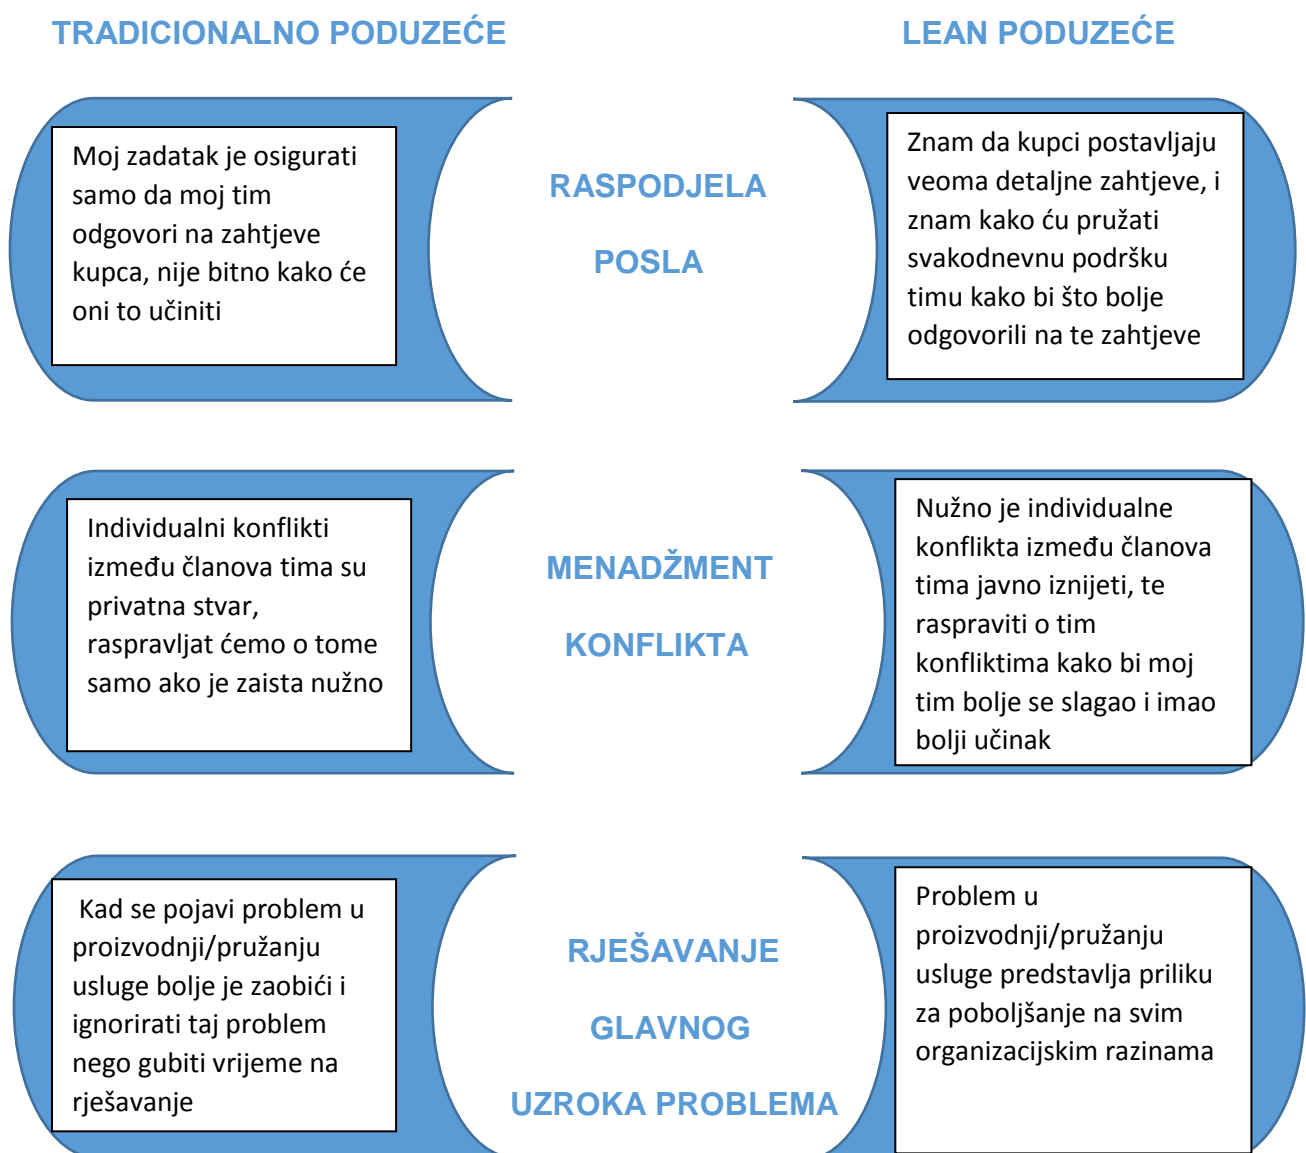 TRADICIONALNO PODUZEĆE
LEAN PODUZEĆE
Moj zadatak je osigurati
samo da moj tim
odgovori na zahtjeve
kupca, nije bitno kako će
oni to učiniti
RASPODJELA
POSLA
Znam da kupci postavljaju
veoma detaljne zahtjeve, i
znam kako ću pružati
svakodnevnu podršku
timu kako bi što bolje
odgovorili na te zahtjeve
Individualni konflikti
između članova tima su
privatna stvar,
raspravljat ćemo o tome
samo ako je zaista nužno
MENADŽMENT
KONFLIKTA
Nužno je individualne
konflikta između članova
tima javno iznijeti, te
raspraviti o tim
konfliktima kako bi moj
tim bolje se slagao i imao
bolji učinak
Kad se pojavi problem u
proizvodnji/pružanju
usluge bolje je zaobići i
ignorirati taj problem
nego gubiti vrijeme na
rješavanje
RJEŠAVANJE
GLAVNOG
UZROKA PROBLEMA
Problem u
proizvodnji/pružanju
usluge predstavlja priliku
za poboljšanje na svim
organizacijskim razinama